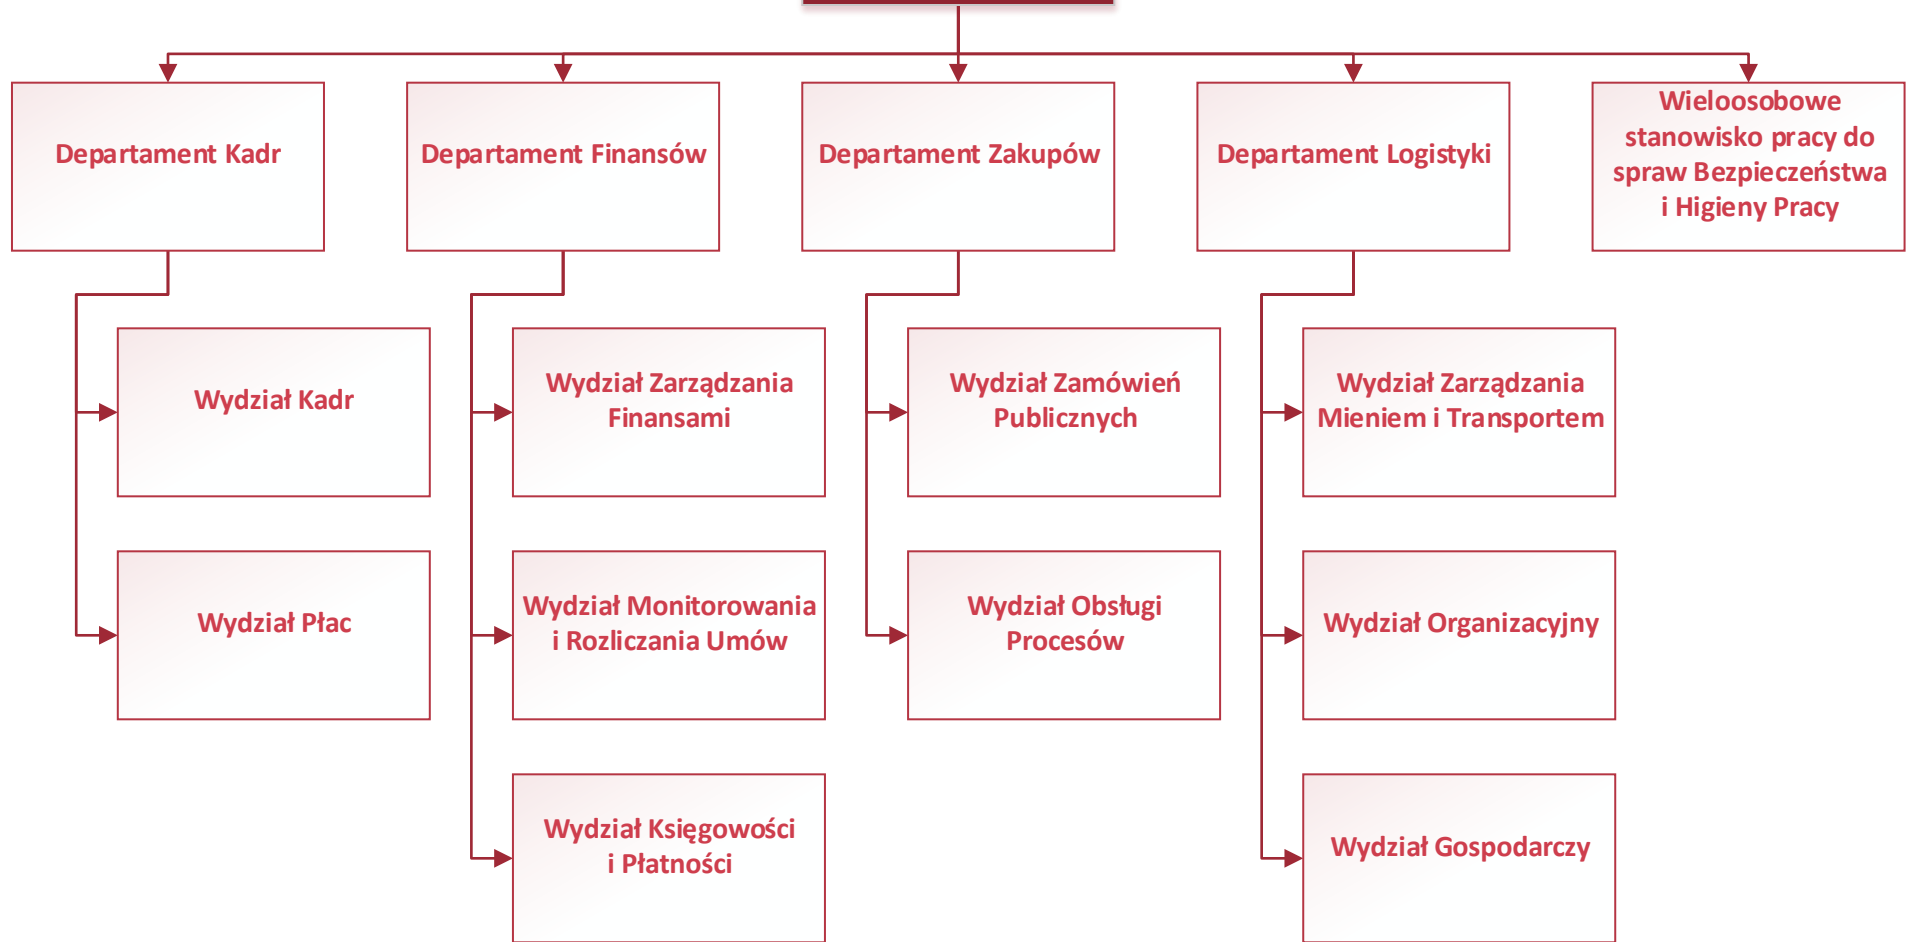 Departament Kadr
Departament Finansów
Departament Zakupów
Departament Logistyki
Wieloosobowe
stanowisko pracy do
spraw Bezpieczeństwa
i Higieny Pracy
Wydział Kadr
Wydział Zarządzania
Finansami
Wydział Zamówień
Publicznych
Wydział Zarządzania
Mieniem i Transportem
Wydział Płac
Wydział Monitorowania
i Rozliczania Umów
Wydział Obsługi
Procesów
Wydział Organizacyjny
Wydział Księgowości
i Płatności
Wydział Gospodarczy